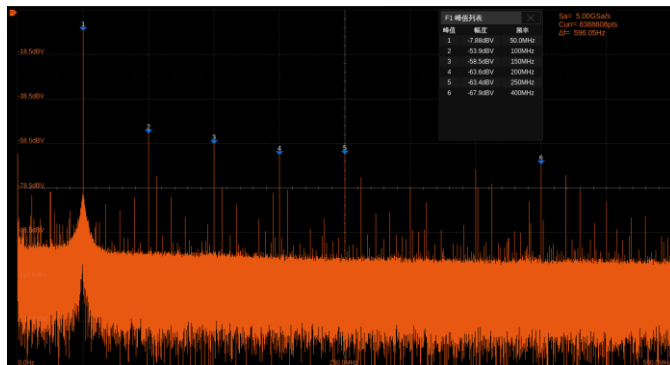 F1 峰值列表
峰值 幅度 频率
1 -7.88dBV 50.0MHz
2 -53.9dBV 100MHz
3 -58.5dBV 150MHz
4 -63.6dBV 200MHz
5 -63.4dBV 250MHz
6 -67.9dBV 400MHz
Sa= 5.00GSa/s
Curr= 8388608pts
Δf= 596.05Hz
1
-18.5dBV
-38.5dBV
2
3
-58.5dBV
4
5
6
-78.5dBV
0.0Hz
250.0MHz